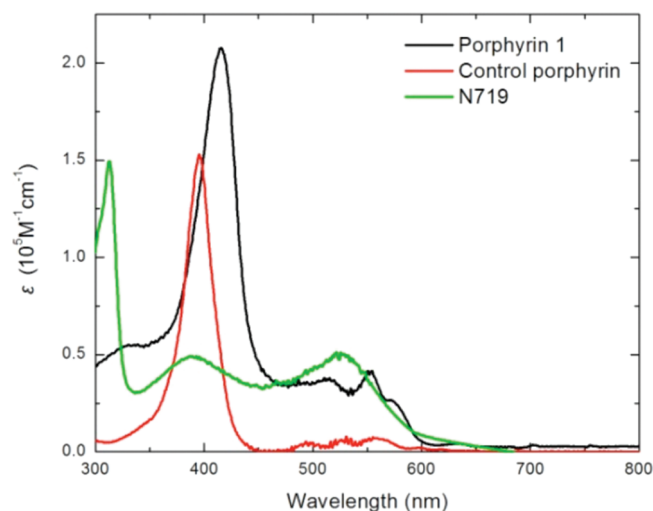 Porphyrin 1
Control porphyrin
N719
2.0
1.5
1.0
0.5
0.0
ε (10⁵M⁻¹cm⁻¹)
300 400 500 600 700 800
Wavelength (nm)